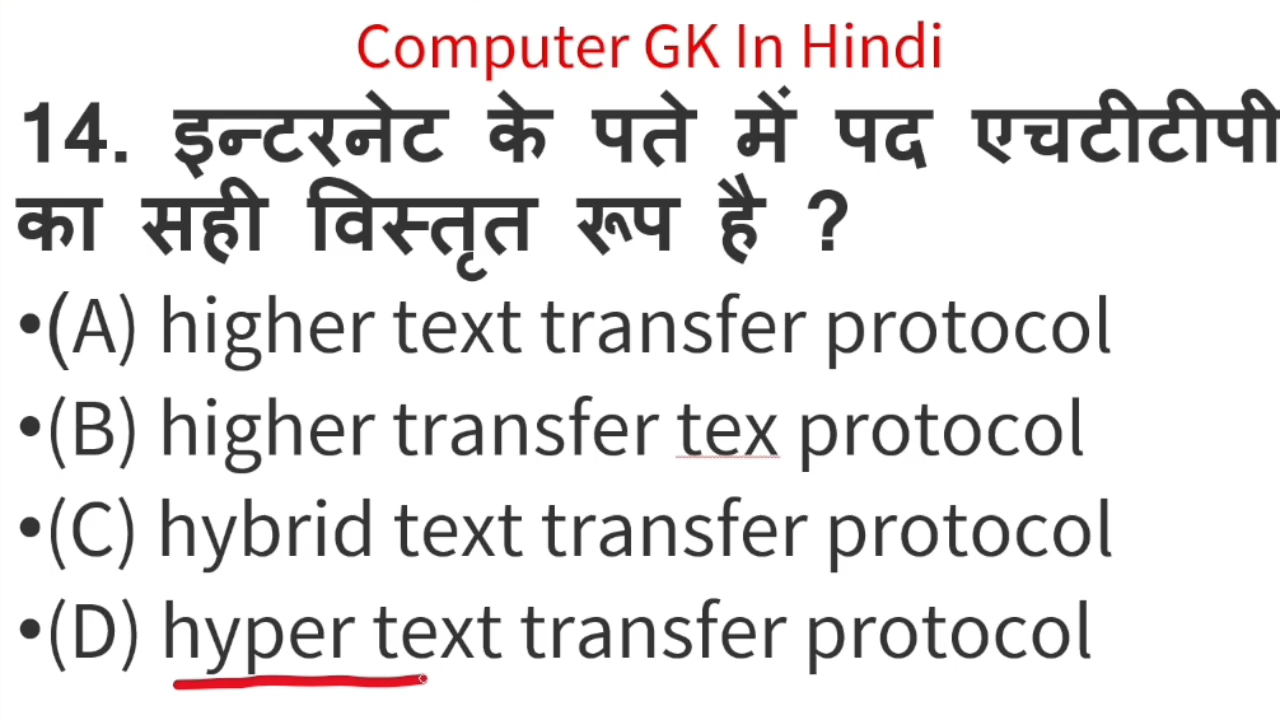 Computer GK In Hindi
14. इन्टरनेट के पते में पद एचटीटीपी
का सही विस्तृत रूप है ?
•(A) higher text transfer protocol
•(B) higher transfer tex protocol
•(C) hybrid text transfer protocol
•(D) hyper text transfer protocol